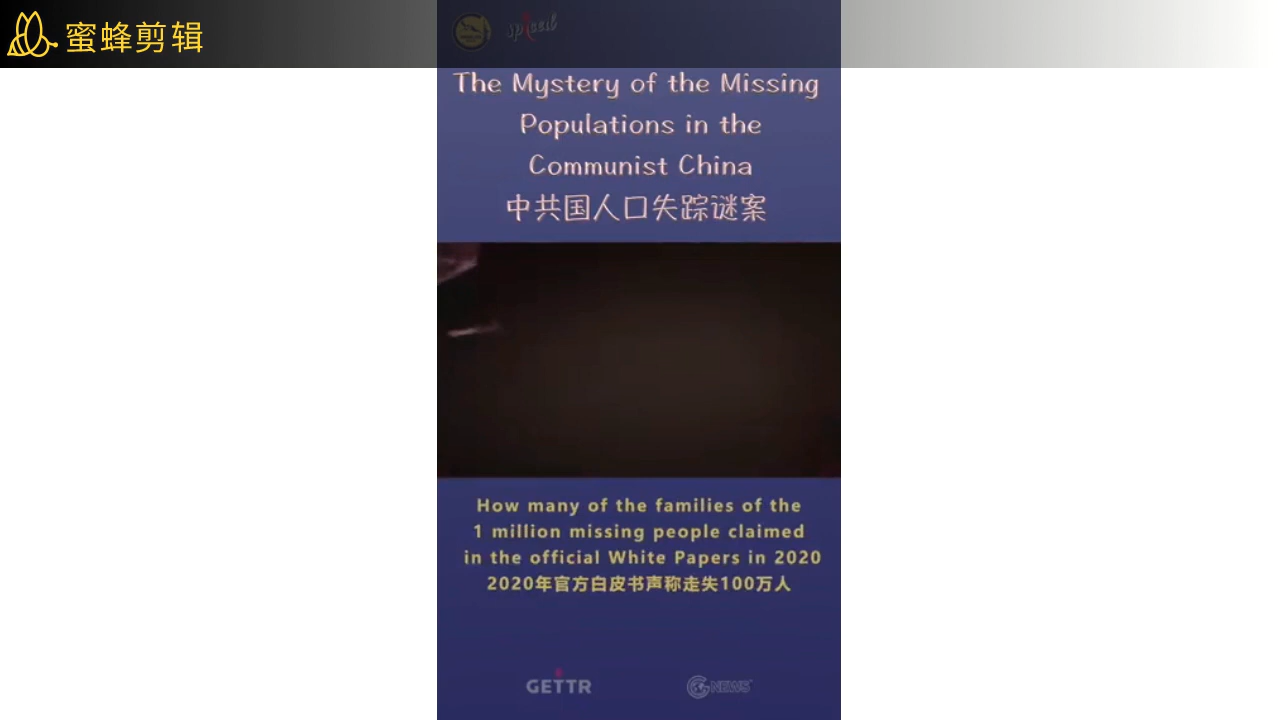 蜜蜂剪辑
The Mystery of the Missing
Populations in the
Communist China
中共国人口失踪谜案
How many of the families of the
1 million missing people claimed
in the official White Papers in 2020
2020年官方白皮书声称走失100万人
GETTR
NEWS